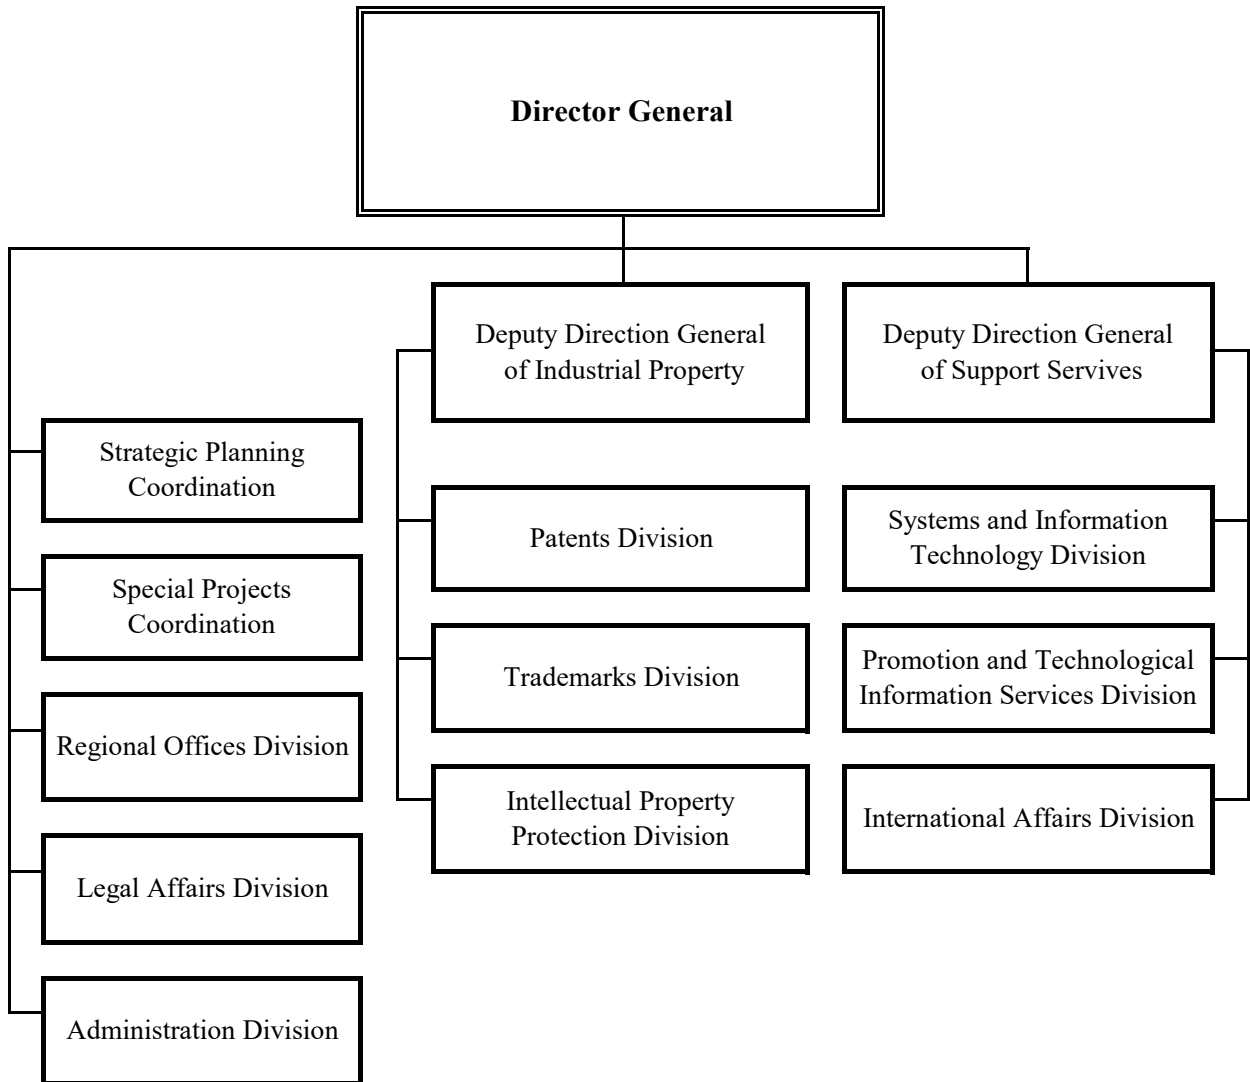 Director General
Deputy Direction General
of Industrial Property
Deputy Direction General
of Support Servives
Strategic Planning
Coordination
Special Projects
Coordination
Regional Offices Division
Legal Affairs Division
Administration Division
Patents Division
Trademarks Division
Intellectual Property
Protection Division
Systems and Information
Technology Division
Promotion and Technological
Information Services Division
International Affairs Division